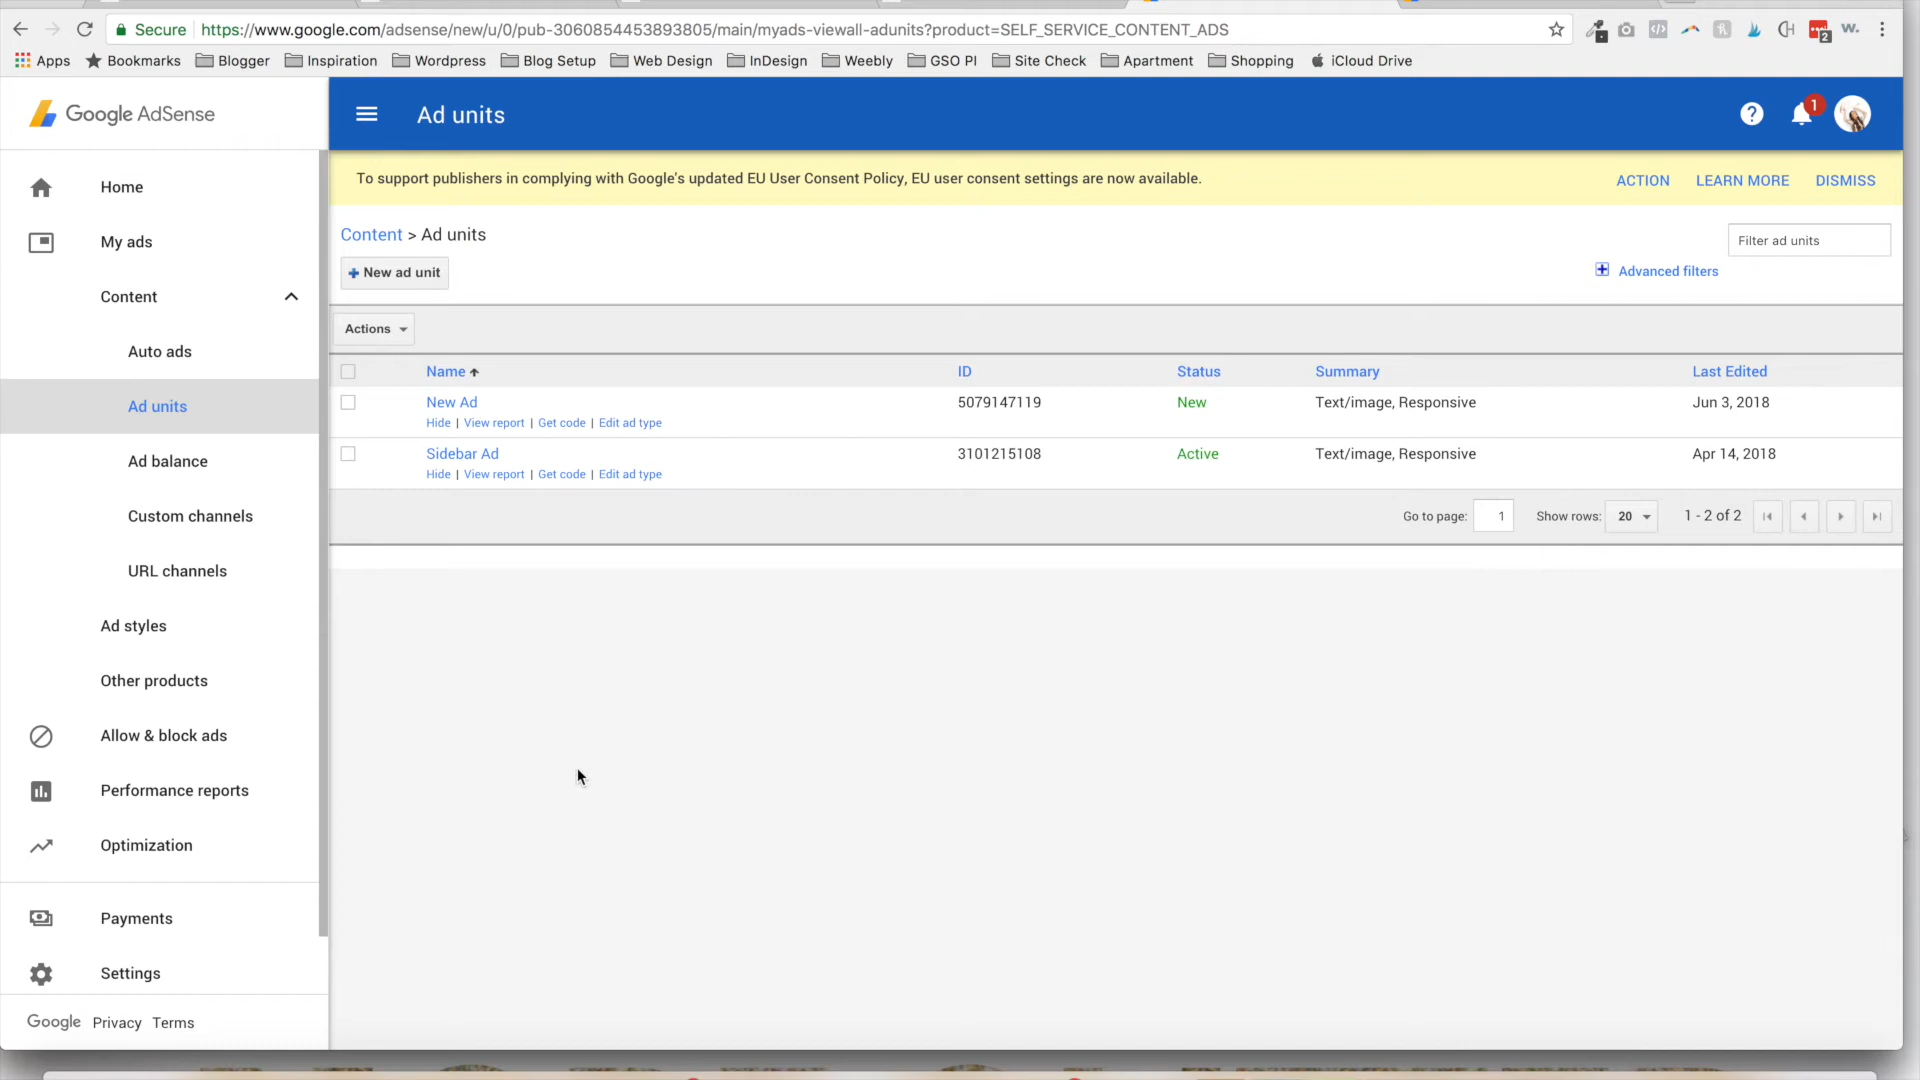 Secure https://www.google.com/adsense/new/u/0/pub-3060854453893805/main/myads-viewall-adunits?product=SELF_SERVICE_CONTENT_ADS
2 W.
Apps Bookmarks Blogger Inspiration Wordpress Blog Setup Web Design InDesign Weebly GSO PI Site Check Apartment Shopping iCloud Drive
Google AdSense
Ad units
? 1
To support publishers in complying with Google's updated EU User Consent Policy, EU user consent settings are now available.
ACTION LEARN MORE DISMISS
Home
My ads
Content
Auto ads
Ad units
Ad balance
Custom channels
URL channels
Ad styles
Other products
Allow & block ads
Performance reports
Optimization
Payments
Settings
Google Privacy Terms
Content > Ad units
Filter ad units
+ New ad unit
+ Advanced filters
Actions
Name ID Status Summary Last Edited
New Ad 5079147119 New Text/image, Responsive Jun 3, 2018
Hide | View report | Get code | Edit ad type
Sidebar Ad 3101215108 Active Text/image, Responsive Apr 14, 2018
Hide | View report | Get code | Edit ad type
Go to page: 1 Show rows: 20 1 - 2 of 2